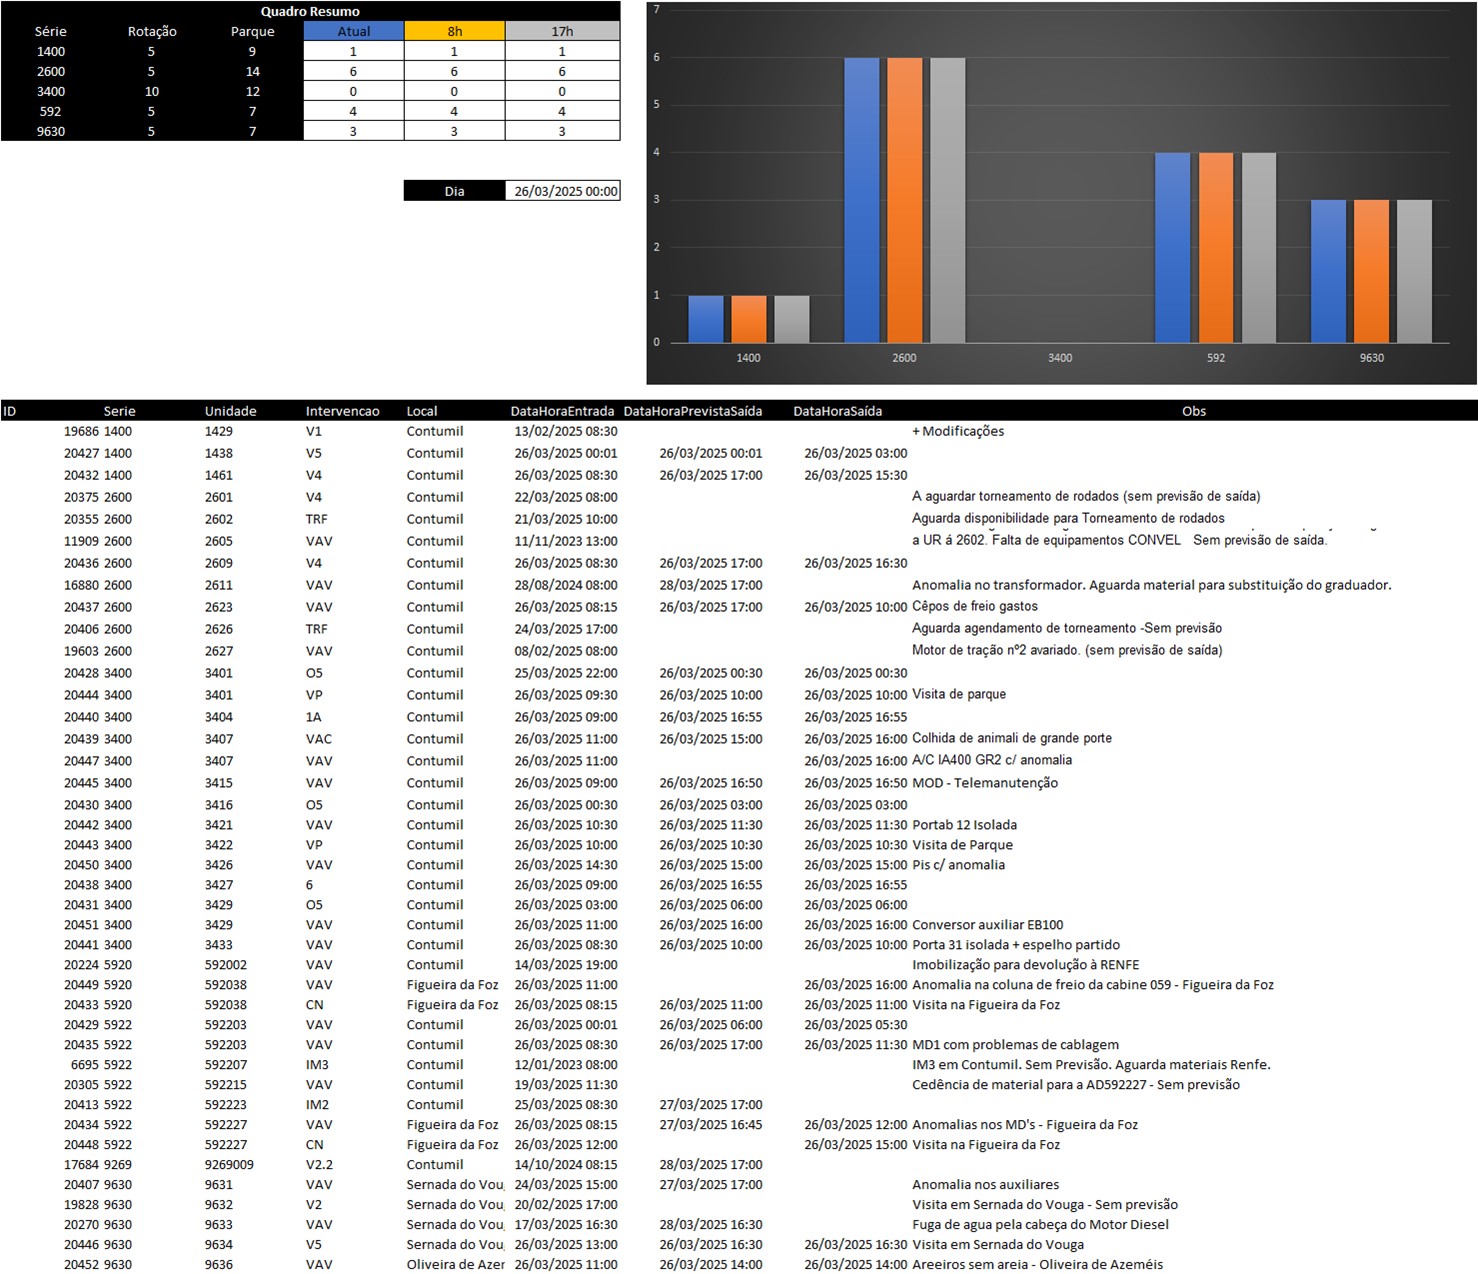 Quadro Resumo
Série Rotação Parque Atual 8h 17h
1400 5 9 1 1 1
2600 5 14 6 6 6
3400 10 12 0 0 0
592 5 7 4 4 4
9630 5 7 3 3 3
Dia 26/03/2025 00:00
7
6
5
4
3
2
1
0
1400 2600 3400 592 9630
ID Serie Unidade Intervencao Local DataHoraEntrada DataHoraPrevistaSaída DataHoraSaída Obs
19686 1400 1429 V1 Contumil 13/02/2025 08:30 + Modificações
20427 1400 1438 V5 Contumil 26/03/2025 00:01 26/03/2025 00:01 26/03/2025 03:00
20432 1400 1461 V4 Contumil 26/03/2025 08:30 26/03/2025 17:00 26/03/2025 15:30
20375 2600 2601 V4 Contumil 22/03/2025 08:00 A aguardar torneamento de rodados (sem previsão de saída)
20355 2600 2602 TRF Contumil 21/03/2025 10:00 Aguarda disponibilidade para Torneamento de rodados
11909 2600 2605 VAV Contumil 11/11/2023 13:00 a UR á 2602. Falta de equipamentos CONVEL Sem previsão de saída.
20436 2600 2609 V4 Contumil 26/03/2025 08:30 26/03/2025 17:00 26/03/2025 16:30
16880 2600 2611 VAV Contumil 28/08/2024 08:00 28/03/2025 17:00 Anomalia no transformador. Aguarda material para substituição do graduador.
20437 2600 2623 VAV Contumil 26/03/2025 08:15 26/03/2025 17:00 26/03/2025 10:00 Cêpos de freio gastos
20406 2600 2626 TRF Contumil 24/03/2025 17:00 Aguarda agendamento de torneamento -Sem previsão
19603 2600 2627 VAV Contumil 08/02/2025 08:00 Motor de tração nº2 avariado. (sem previsão de saída)
20428 3400 3401 O5 Contumil 25/03/2025 22:00 26/03/2025 00:30 26/03/2025 00:30
20444 3400 3401 VP Contumil 26/03/2025 09:30 26/03/2025 10:00 26/03/2025 10:00 Visita de parque
20440 3400 3404 1A Contumil 26/03/2025 09:00 26/03/2025 16:55 26/03/2025 16:55
20439 3400 3407 VAC Contumil 26/03/2025 11:00 26/03/2025 15:00 26/03/2025 16:00 Colhida de animali de grande porte
20447 3400 3407 VAV Contumil 26/03/2025 11:00 26/03/2025 16:00 A/C IA400 GR2 c/ anomalia
20445 3400 3415 VAV Contumil 26/03/2025 09:00 26/03/2025 16:50 26/03/2025 16:50 MOD - Telemanutenção
20430 3400 3416 O5 Contumil 26/03/2025 00:30 26/03/2025 03:00 26/03/2025 03:00
20442 3400 3421 VAV Contumil 26/03/2025 10:30 26/03/2025 11:30 26/03/2025 11:30 Portab 12 Isolada
20443 3400 3422 VP Contumil 26/03/2025 10:00 26/03/2025 10:30 26/03/2025 10:30 Visita de Parque
20450 3400 3426 VAV Contumil 26/03/2025 14:30 26/03/2025 15:00 26/03/2025 15:00 Pis c/ anomalia
20438 3400 3427 6 Contumil 26/03/2025 09:00 26/03/2025 16:55 26/03/2025 16:55
20431 3400 3429 O5 Contumil 26/03/2025 03:00 26/03/2025 06:00 26/03/2025 06:00
20451 3400 3429 VAV Contumil 26/03/2025 11:00 26/03/2025 16:00 26/03/2025 16:00 Conversor auxiliar EB100
20441 3400 3433 VAV Contumil 26/03/2025 08:30 26/03/2025 10:00 26/03/2025 10:00 Porta 31 isolada + espelho partido
20224 5920 592002 VAV Contumil 14/03/2025 19:00 Imobilização para devolução à RENFE
20449 5920 592038 VAV Figueira da Foz 26/03/2025 11:00 26/03/2025 16:00 Anomalia na coluna de freio da cabine 059 - Figueira da Foz
20433 5920 592038 CN Figueira da Foz 26/03/2025 08:15 26/03/2025 11:00 26/03/2025 11:00 Visita na Figueira da Foz
20429 5922 592203 VAV Contumil 26/03/2025 00:01 26/03/2025 06:00 26/03/2025 05:30
20435 5922 592203 VAV Contumil 26/03/2025 08:30 26/03/2025 17:00 26/03/2025 11:30 MD1 com problemas de cablagem
6695 5922 592207 IM3 Contumil 12/01/2023 08:00 IM3 em Contumil. Sem Previsão. Aguarda materiais Renfe.
20305 5922 592215 VAV Contumil 19/03/2025 11:30 Cedência de material para a AD592227 - Sem previsão
20413 5922 592223 IM2 Contumil 25/03/2025 08:30 27/03/2025 17:00
20434 5922 592227 VAV Figueira da Foz 26/03/2025 08:15 27/03/2025 16:45 26/03/2025 12:00 Anomalias nos MD's - Figueira da Foz
20448 5922 592227 CN Figueira da Foz 26/03/2025 12:00 26/03/2025 15:00 Visita na Figueira da Foz
17684 9269 9269009 V2.2 Contumil 14/10/2024 08:15 28/03/2025 17:00
20407 9630 9631 VAV Sernada do Vou 24/03/2025 15:00 27/03/2025 17:00 Anomalia nos auxiliares
19828 9630 9632 V2 Sernada do Vou 20/02/2025 17:00 Visita em Sernada do Vouga - Sem previsão
20270 9630 9633 VAV Sernada do Vou 17/03/2025 16:30 28/03/2025 16:30 Fuga de agua pela cabeça do Motor Diesel
20446 9630 9634 V5 Sernada do Vou 26/03/2025 13:00 26/03/2025 16:30 26/03/2025 16:30 Visita em Sernada do Vouga
20452 9630 9636 VAV Oliveira de Azer 26/03/2025 11:00 26/03/2025 14:00 26/03/2025 14:00 Areeiros sem areia - Oliveira de Azeméis